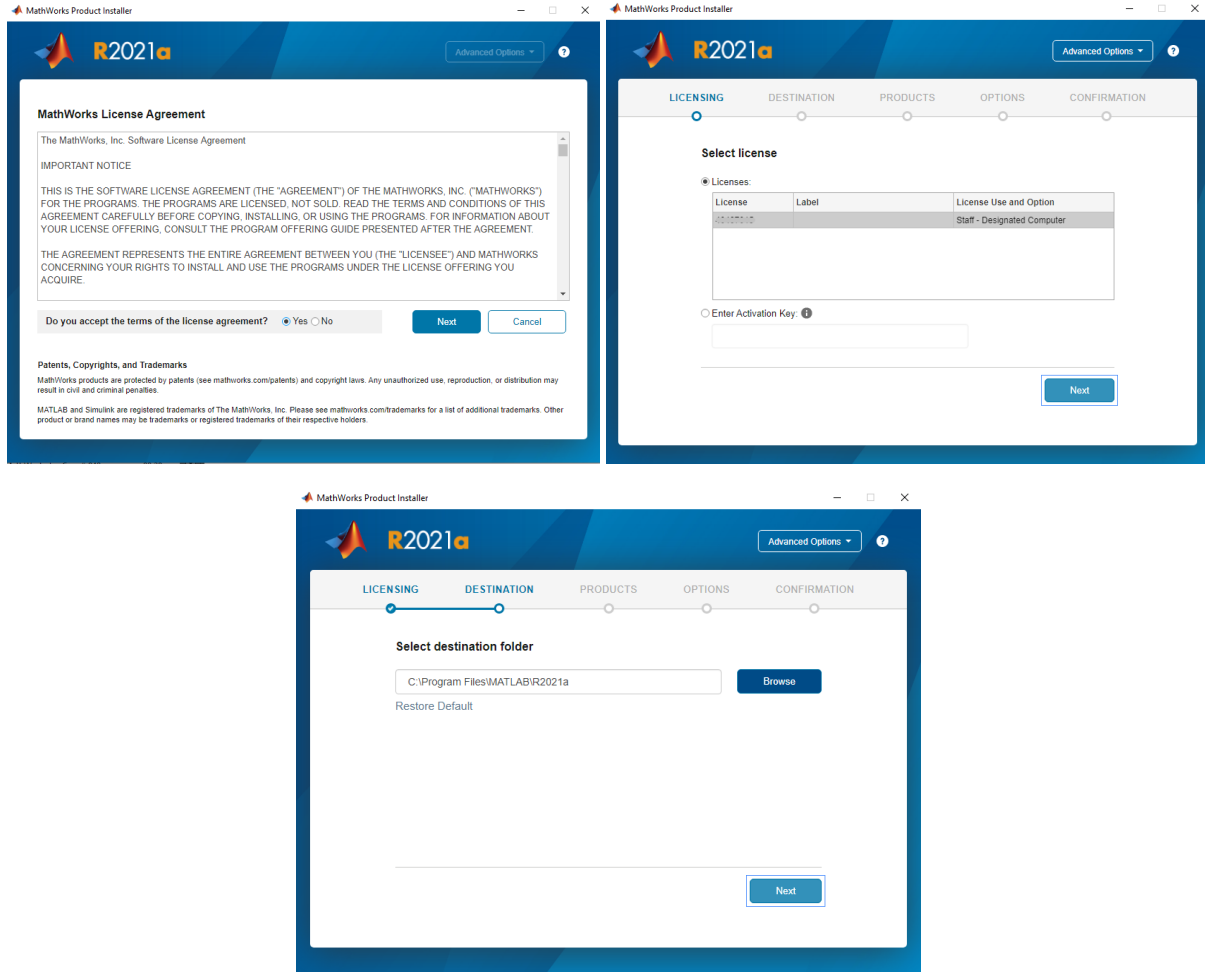 MathWorks Product Installer
R2021a
Advanced Options
?
MathWorks License Agreement
The MathWorks, Inc. Software License Agreement
IMPORTANT NOTICE
THIS IS THE SOFTWARE LICENSE AGREEMENT (THE "AGREEMENT") OF THE MATHWORKS, INC. ("MATHWORKS")
FOR THE PROGRAMS. THE PROGRAMS ARE LICENSED, NOT SOLD. READ THE TERMS AND CONDITIONS OF THIS
AGREEMENT CAREFULLY BEFORE COPYING, INSTALLING, OR USING THE PROGRAMS. FOR INFORMATION ABOUT
YOUR LICENSE OFFERING, CONSULT THE PROGRAM OFFERING GUIDE PRESENTED AFTER THE AGREEMENT.
THE AGREEMENT REPRESENTS THE ENTIRE AGREEMENT BETWEEN YOU (THE "LICENSEE") AND MATHWORKS
CONCERNING YOUR RIGHTS TO INSTALL AND USE THE PROGRAMS UNDER THE LICENSE OFFERING YOU
ACQUIRE.
Do you accept the terms of the license agreement? Yes No
Next Cancel
Patents, Copyrights, and Trademarks
MathWorks products are protected by patents (see mathworks.com/patents) and copyright laws. Any unauthorized use, reproduction, or distribution may
result in civil and criminal penalties.
MATLAB and Simulink are registered trademarks of The MathWorks, Inc. Please see mathworks.com/trademarks for a list of additional trademarks. Other
product or brand names may be trademarks or registered trademarks of their respective holders.
MathWorks Product Installer
R2021a
Advanced Options
?
LICENSING DESTINATION PRODUCTS OPTIONS CONFIRMATION
Select license
Licenses:
License Label License Use and Option
Staff - Designated Computer
Enter Activation Key:
Next
MathWorks Product Installer
R2021a
Advanced Options
?
LICENSING DESTINATION PRODUCTS OPTIONS CONFIRMATION
Select destination folder
C:\Program Files\MATLAB\R2021a
Browse
Restore Default
Next